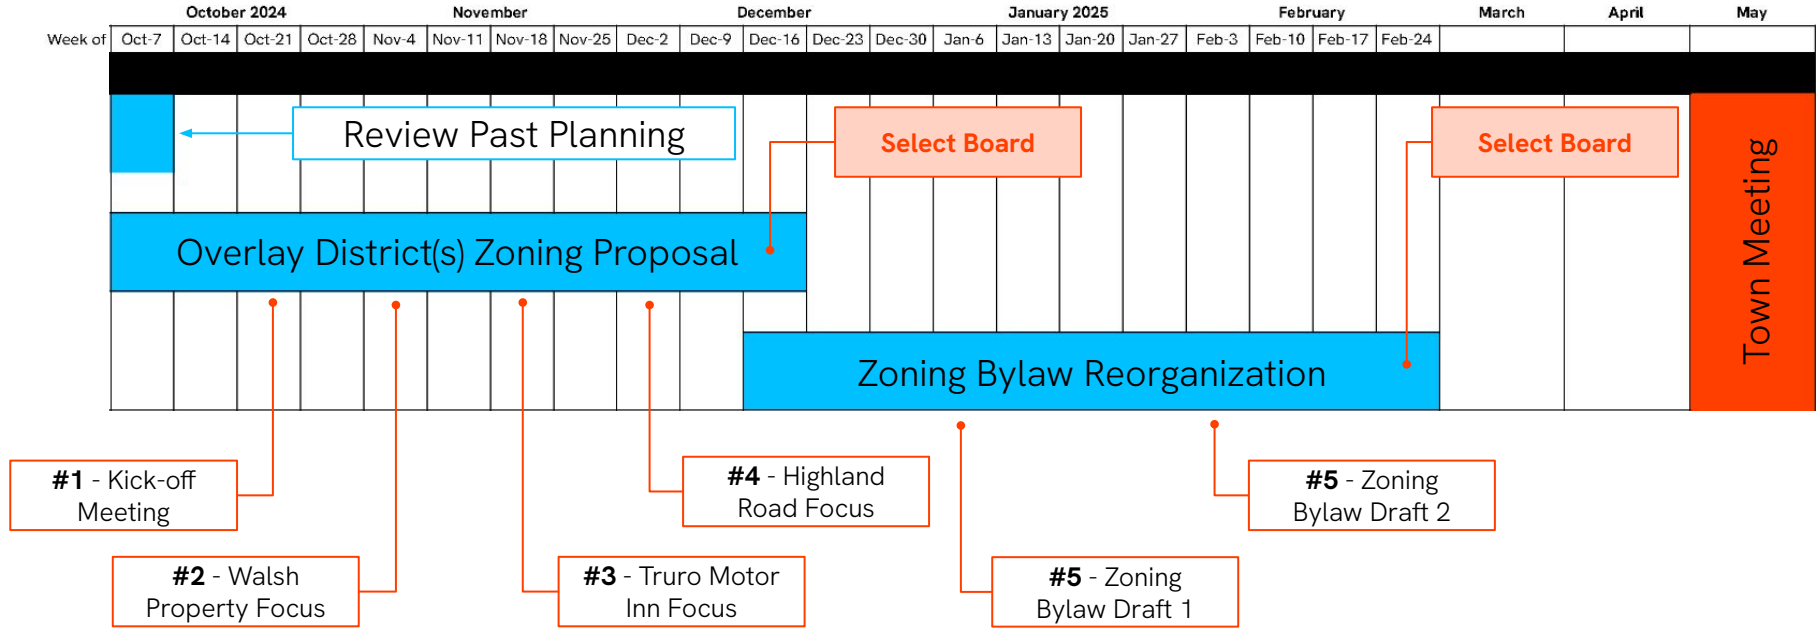 October 2024 November December January 2025 February March April May
Week of Oct-7 Oct-14 Oct-21 Oct-28 Nov-4 Nov-11 Nov-18 Nov-25 Dec-2 Dec-9 Dec-16 Dec-23 Dec-30 Jan-6 Jan-13 Jan-20 Jan-27 Feb-3 Feb-10 Feb-17 Feb-24
Review Past Planning
Select Board
Select Board
Town Meeting
Overlay District(s) Zoning Proposal
Zoning Bylaw Reorganization
#1 - Kick-off
Meeting
#4 - Highland
Road Focus
#5 - Zoning
Bylaw Draft 2
#2 - Walsh
Property Focus
#3 - Truro Motor
Inn Focus
#5 - Zoning
Bylaw Draft 1